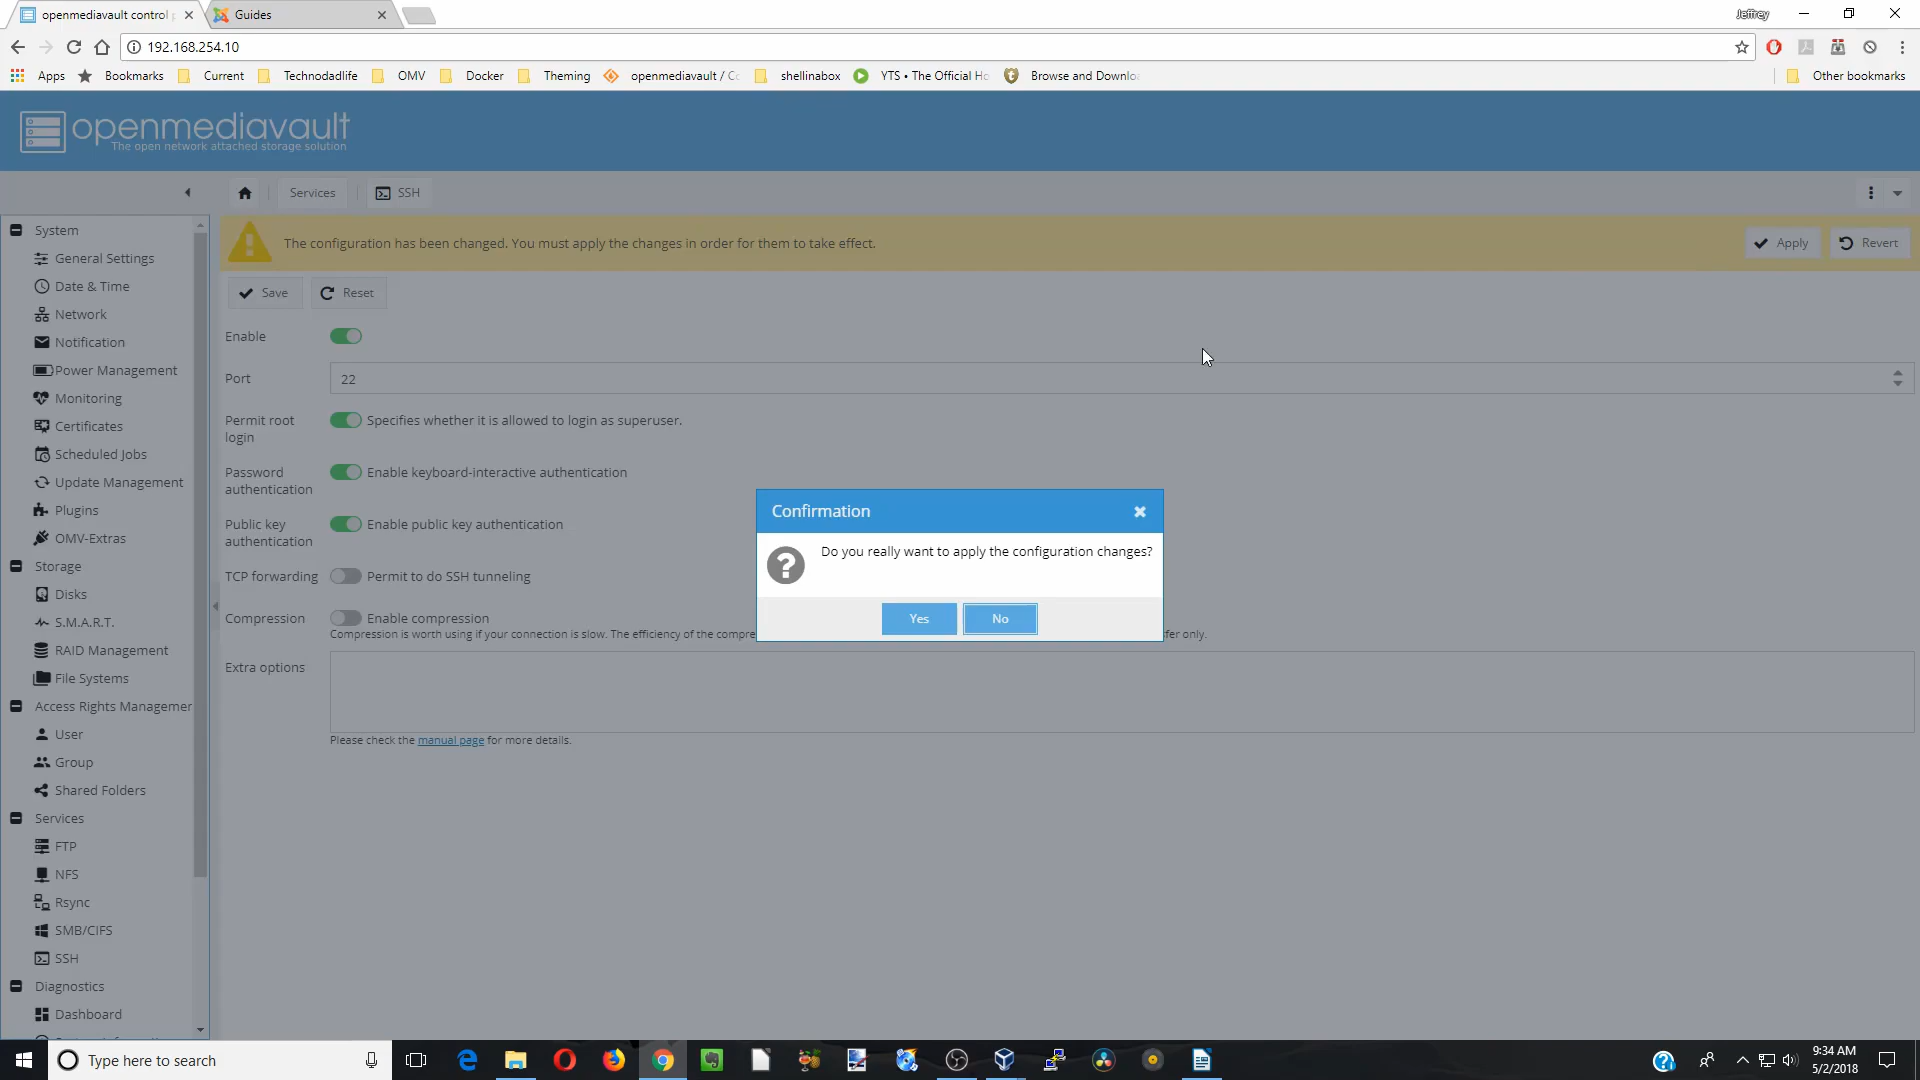 openmediavault control p
Guides
Jeffrey
192.168.254.10
Apps
Bookmarks
Current
Technodadlife
OMV
Docker
Theming
openmediavault / Co
shellinabox
YTS • The Official Ho
Browse and Downlo
Other bookmarks
openmediavault
The open network attached storage solution
Services
SSH
The configuration has been changed. You must apply the changes in order for them to take effect.
Apply
Revert
Save
Reset
System
General Settings
Date & Time
Network
Notification
Power Management
Monitoring
Certificates
Scheduled Jobs
Update Management
Plugins
OMV-Extras
Storage
Disks
S.M.A.R.T.
RAID Management
File Systems
Access Rights Managemer
User
Group
Shared Folders
Services
FTP
NFS
Rsync
SMB/CIFS
SSH
Diagnostics
Dashboard
Enable
Port
22
Permit root
login
Specifies whether it is allowed to login as superuser.
Password
authentication
Enable keyboard-interactive authentication
Public key
authentication
Enable public key authentication
TCP forwarding
Permit to do SSH tunneling
Compression
Enable compression
Compression is worth using if your connection is slow. The efficiency of the compre
fer only.
Extra options
Please check the manual page for more details.
Confirmation
Do you really want to apply the configuration changes?
Yes
No
Type here to search
9:34 AM
5/2/2018